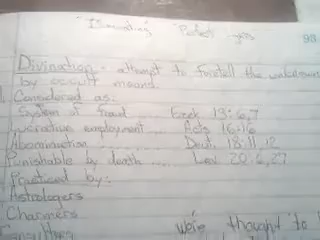 93
Divination - attempt to foretell the unknown
by occult means.
Considered as:
System of fraud Ezek 13:6,7
Lucrative employment... Acts 16:16
Abomination ..... Deut. 18:11,12
Punishable by death ..... Lev. 20:6,27
Practiced by:
Astrologers
Charmers
were thought to